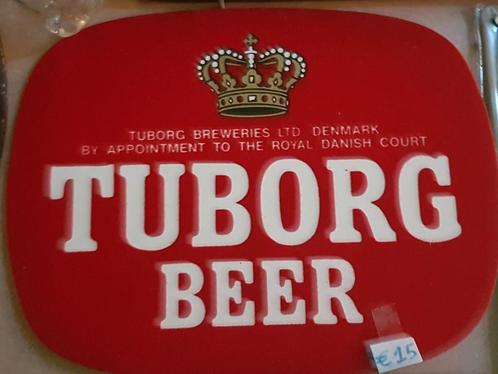 TUBORG BREWERIES LTD DENMARK
BY APPOINTMENT TO THE ROYAL DANISH COURT
TUBORG
BEER
€15